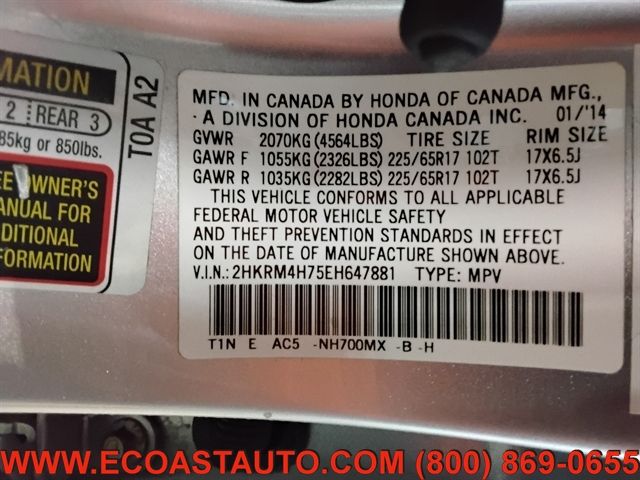 MATION
2 REAR 3
85kg or 850lbs.
EE OWNER'S
ANUAL FOR
DITIONAL
FORMATION
T0A A2
MFD. IN CANADA BY HONDA OF CANADA MFG.,
A DIVISION OF HONDA CANADA INC. 01/'14
GVWR 2070KG (4564LBS) TIRE SIZE RIM SIZE
GAWR F 1055KG (2326LBS) 225/65R17 102T 17X6.5J
GAWR R 1035KG (2282LBS) 225/65R17 102T 17X6.5J
THIS VEHICLE CONFORMS TO ALL APPLICABLE
FEDERAL MOTOR VEHICLE SAFETY
AND THEFT PREVENTION STANDARDS IN EFFECT
ON THE DATE OF MANUFACTURE SHOWN ABOVE.
V.I.N.: 2HKRM4H75EH647881 TYPE: MPV
T1N E AC5 -NH700MX -B -H
WWW.ECOASTAUTO.COM (800) 869-0655